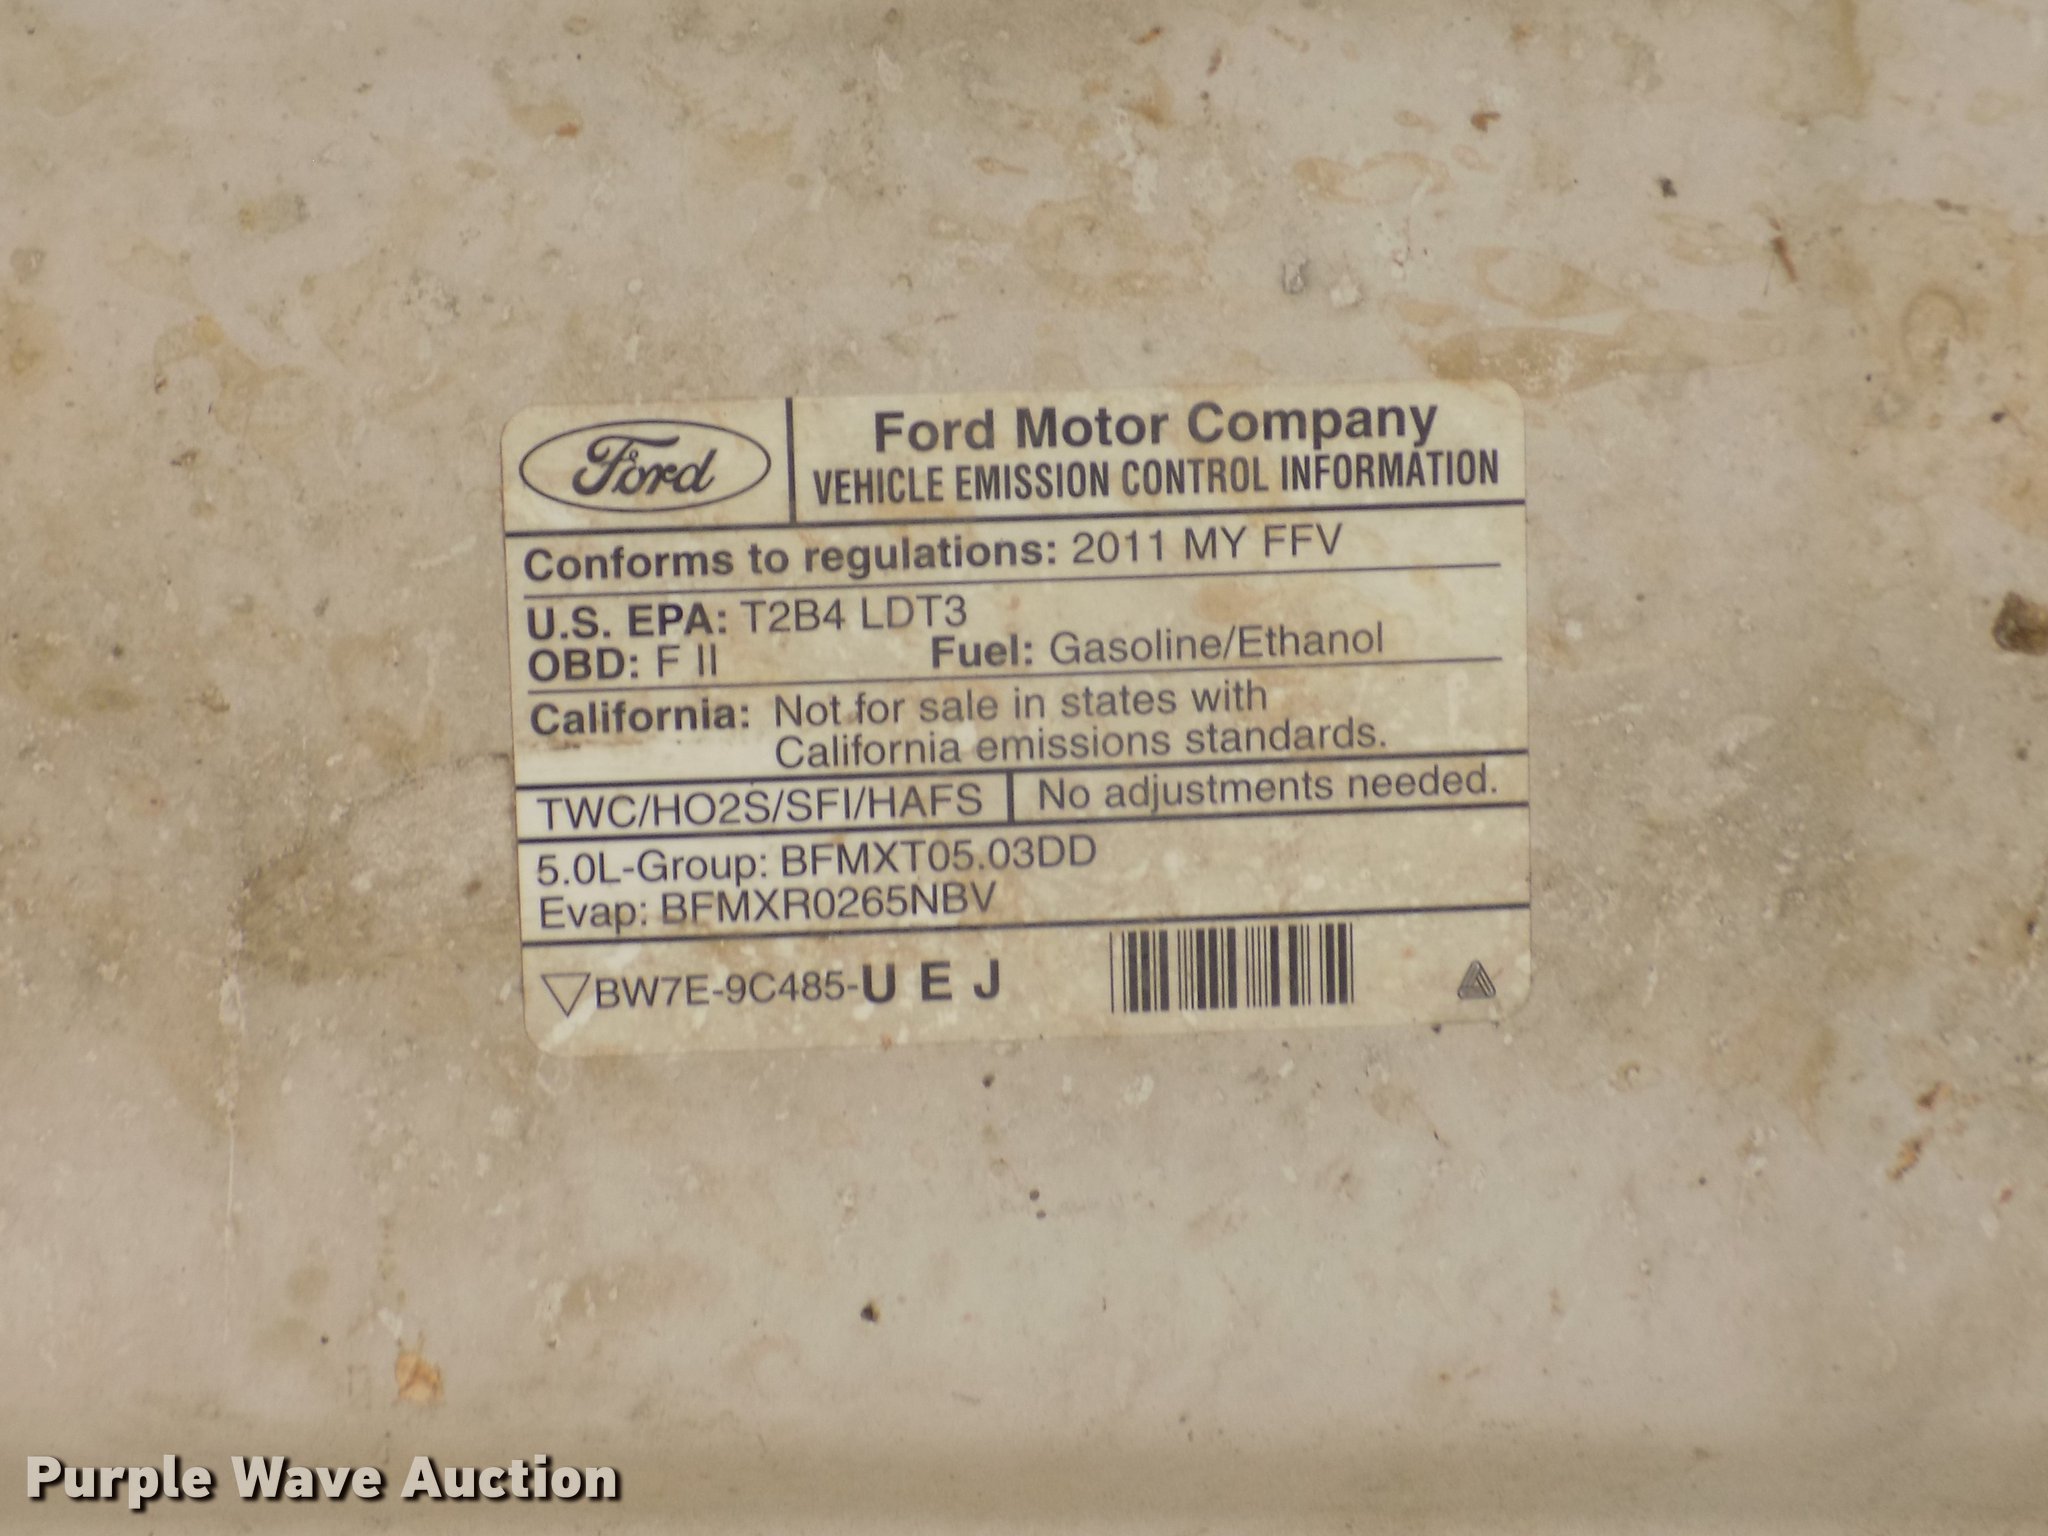 Ford
Ford Motor Company
VEHICLE EMISSION CONTROL INFORMATION
Conforms to regulations: 2011 MY FFV
U.S. EPA: T2B4 LDT3
OBD: F II Fuel: Gasoline/Ethanol
California: Not for sale in states with
California emissions standards.
TWC/HO2S/SFI/HAFS No adjustments needed.
5.0L-Group: BFMXT05.03DD
Evap: BFMXR0265NBV
BW7E-9C485-U E J
Purple Wave Auction